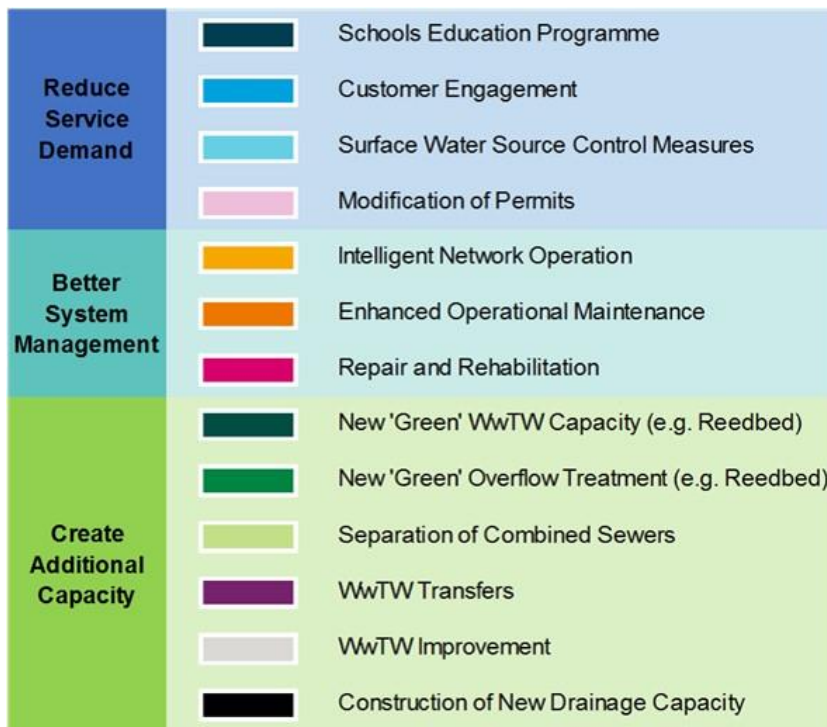 Reduce
Service
Demand
Schools Education Programme
Customer Engagement
Surface Water Source Control Measures
Modification of Permits
Better
System
Management
Intelligent Network Operation
Enhanced Operational Maintenance
Repair and Rehabilitation
Create
Additional
Capacity
New 'Green' WwTW Capacity (e.g. Reedbed)
New 'Green' Overflow Treatment (e.g. Reedbed)
Separation of Combined Sewers
WwTW Transfers
WwTW Improvement
Construction of New Drainage Capacity